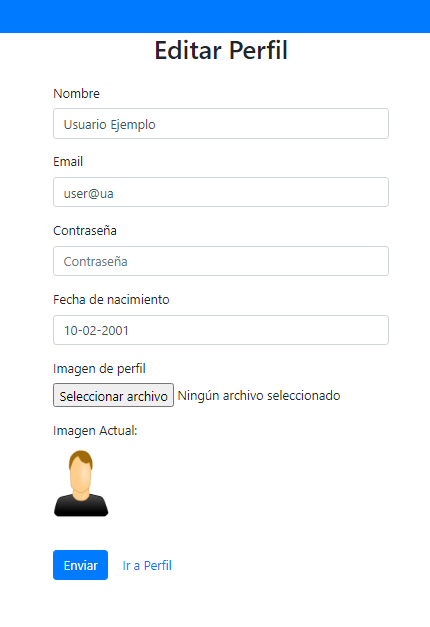 Editar Perfil
Nombre
Usuario Ejemplo
Email
user@ua
Contraseña
Contraseña
Fecha de nacimiento
10-02-2001
Imagen de perfil
Seleccionar archivo Ningún archivo seleccionado
Imagen Actual:
Enviar Ir a Perfil